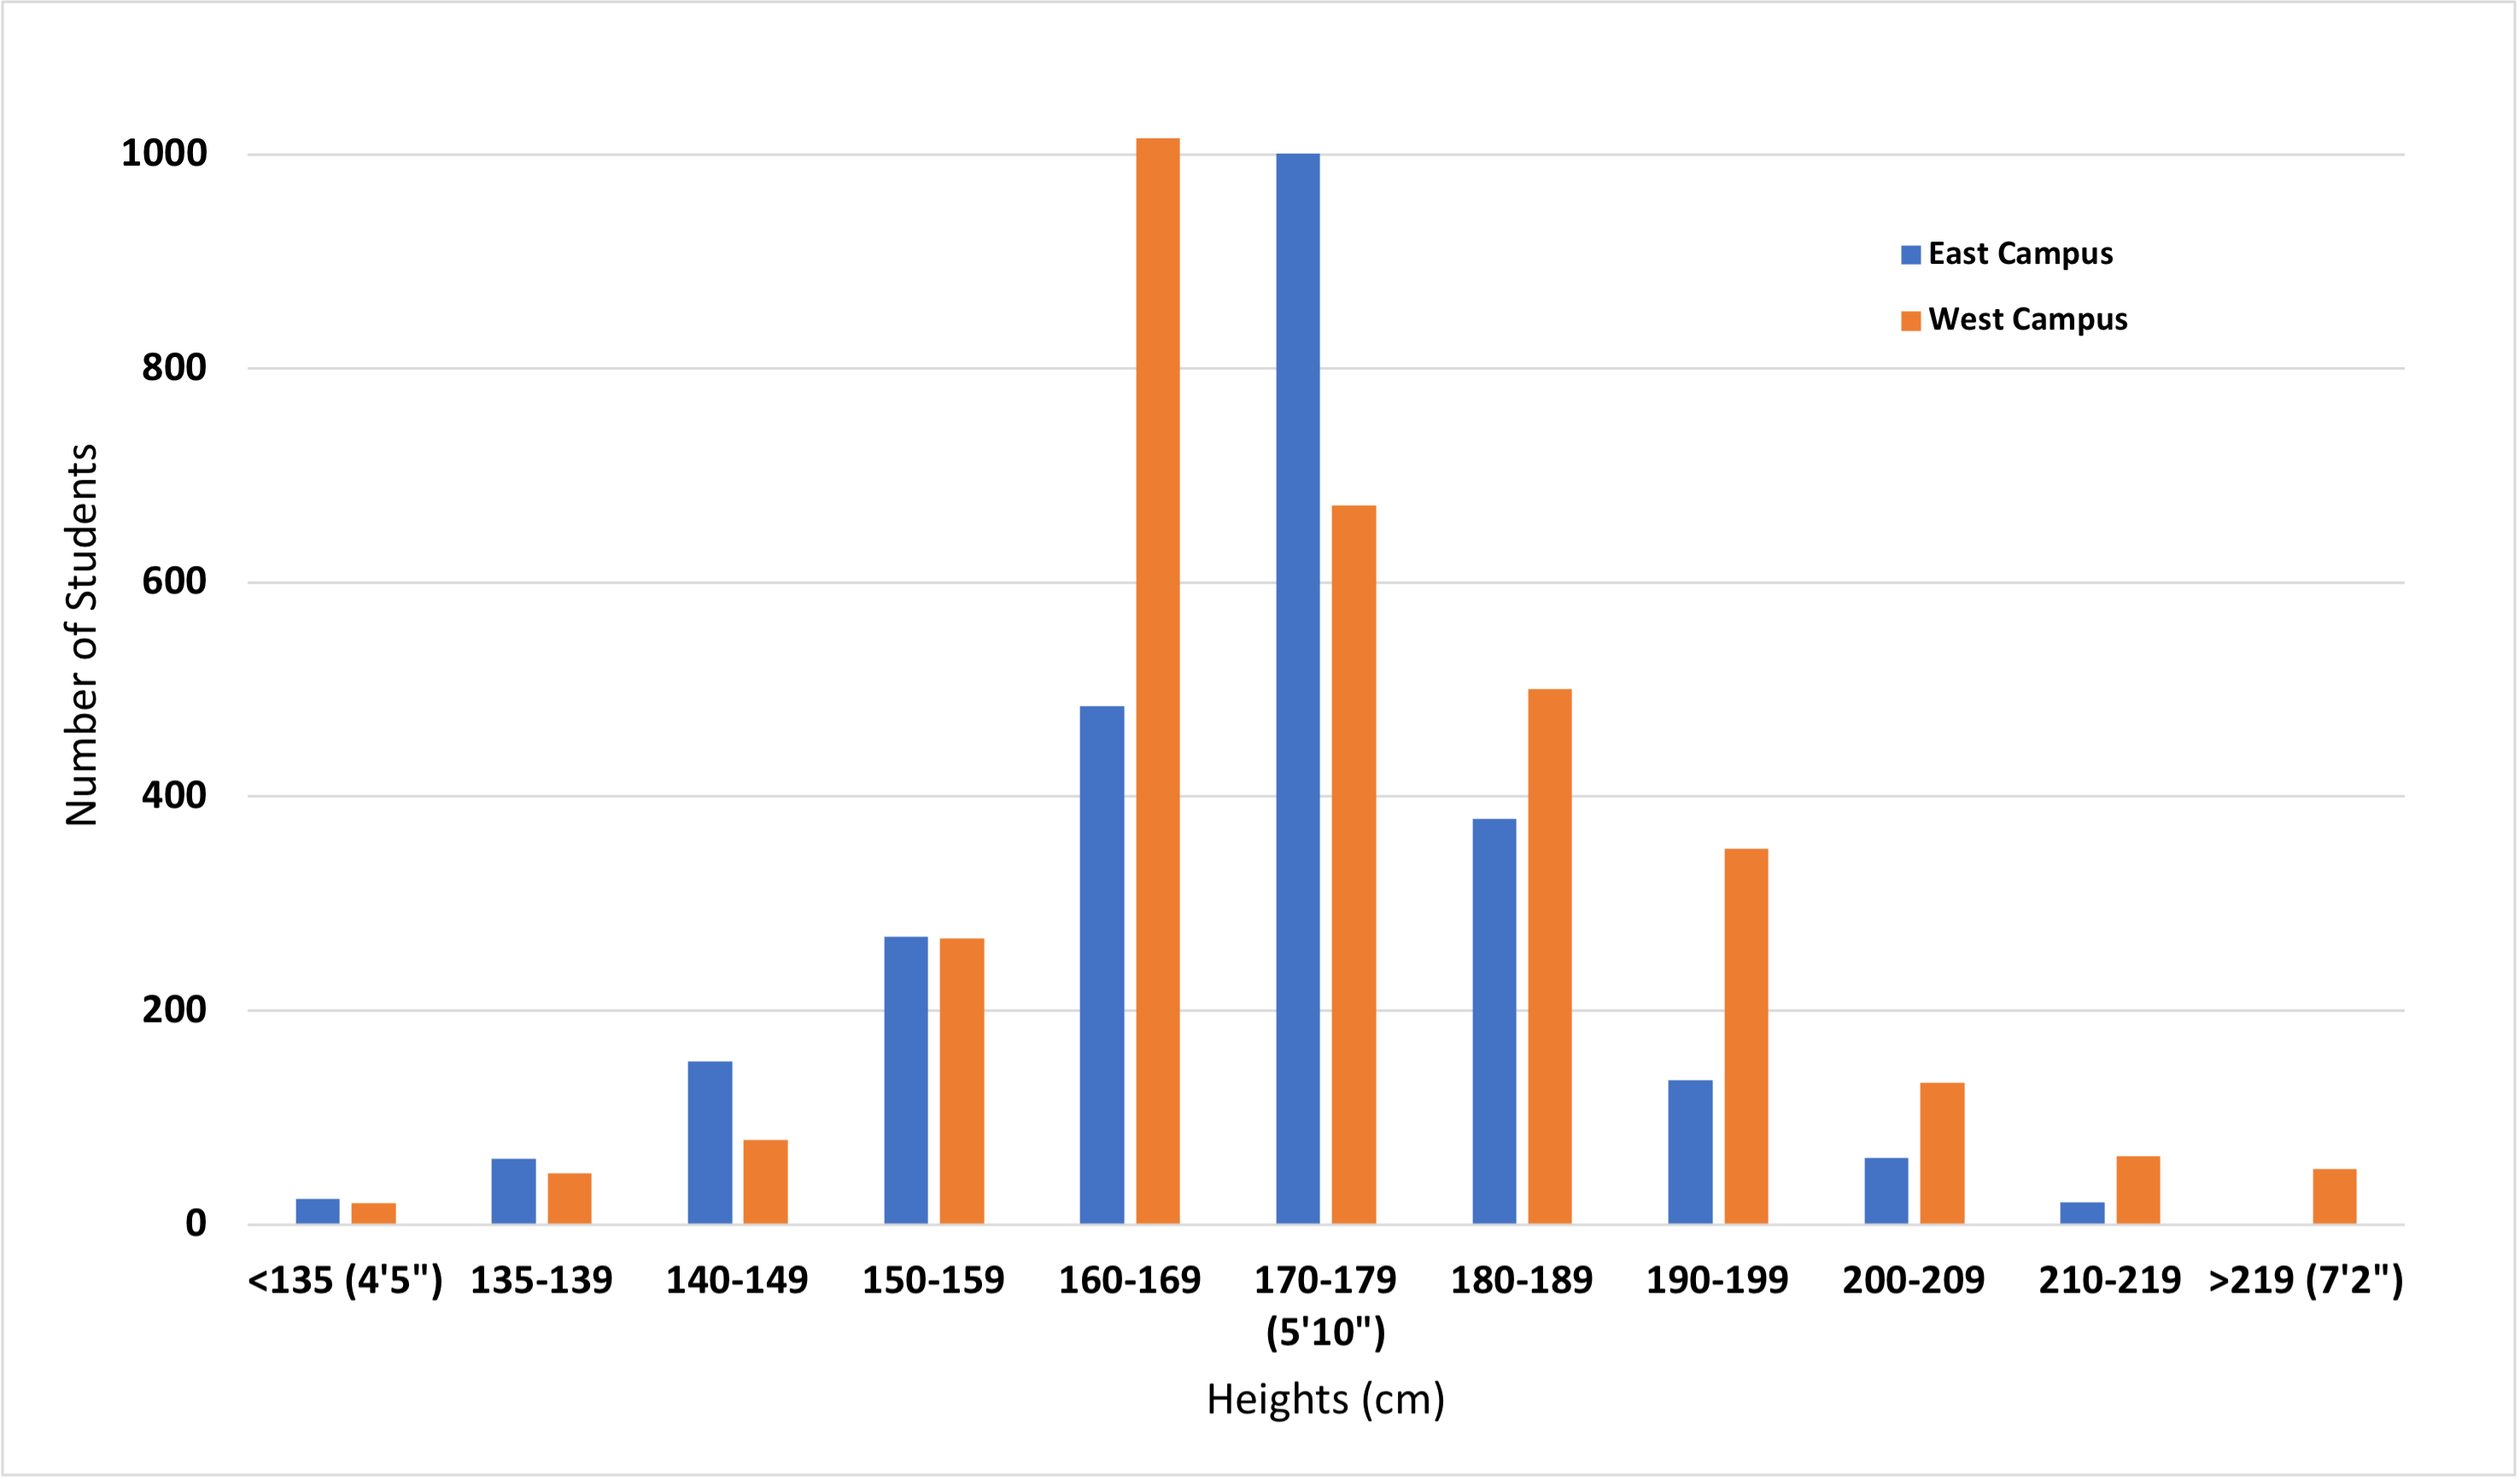 Number of Students
1000
800
600
400
200
0
East Campus
West Campus
<135 (4'5") 135-139 140-149 150-159 160-169 170-179 180-189 190-199 200-209 210-219 >219 (7'2")
(5'10")
Heights (cm)